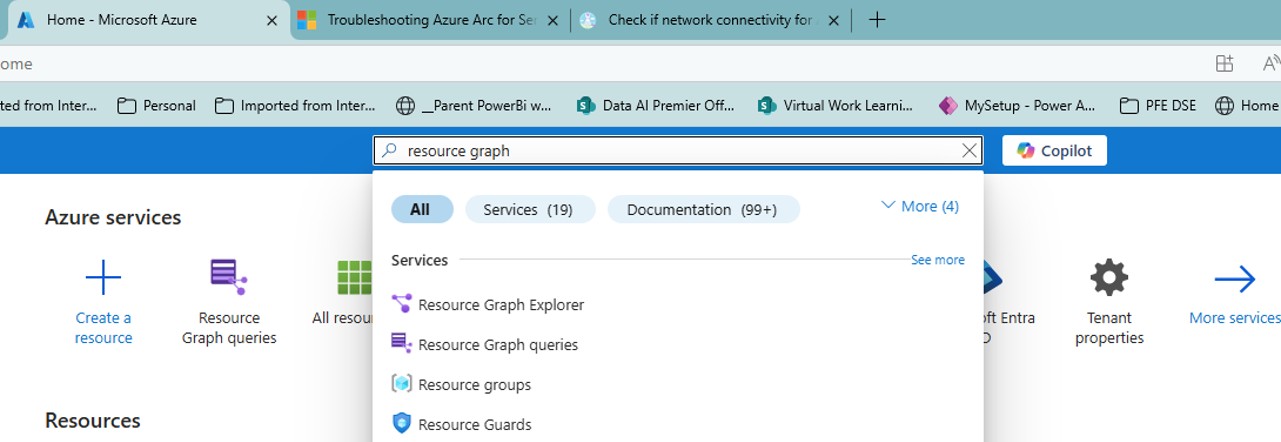 Home - Microsoft Azure
Troubleshooting Azure Arc for Ser
Check if network connectivity for
ome
ted from Inter...
Personal
Imported from Inter...
__Parent PowerBi w...
Data AI Premier Off...
Virtual Work Learni...
MySetup - Power A...
PFE DSE
Home
resource graph
Copilot
All
Services (19)
Documentation (99+)
More (4)
Azure services
Services
See more
Create a
resource
Resource
Graph queries
All resou
Resource Graph Explorer
Resource Graph queries
Resource groups
Resource Guards
oft Entra
D
Tenant
properties
More services
Resources